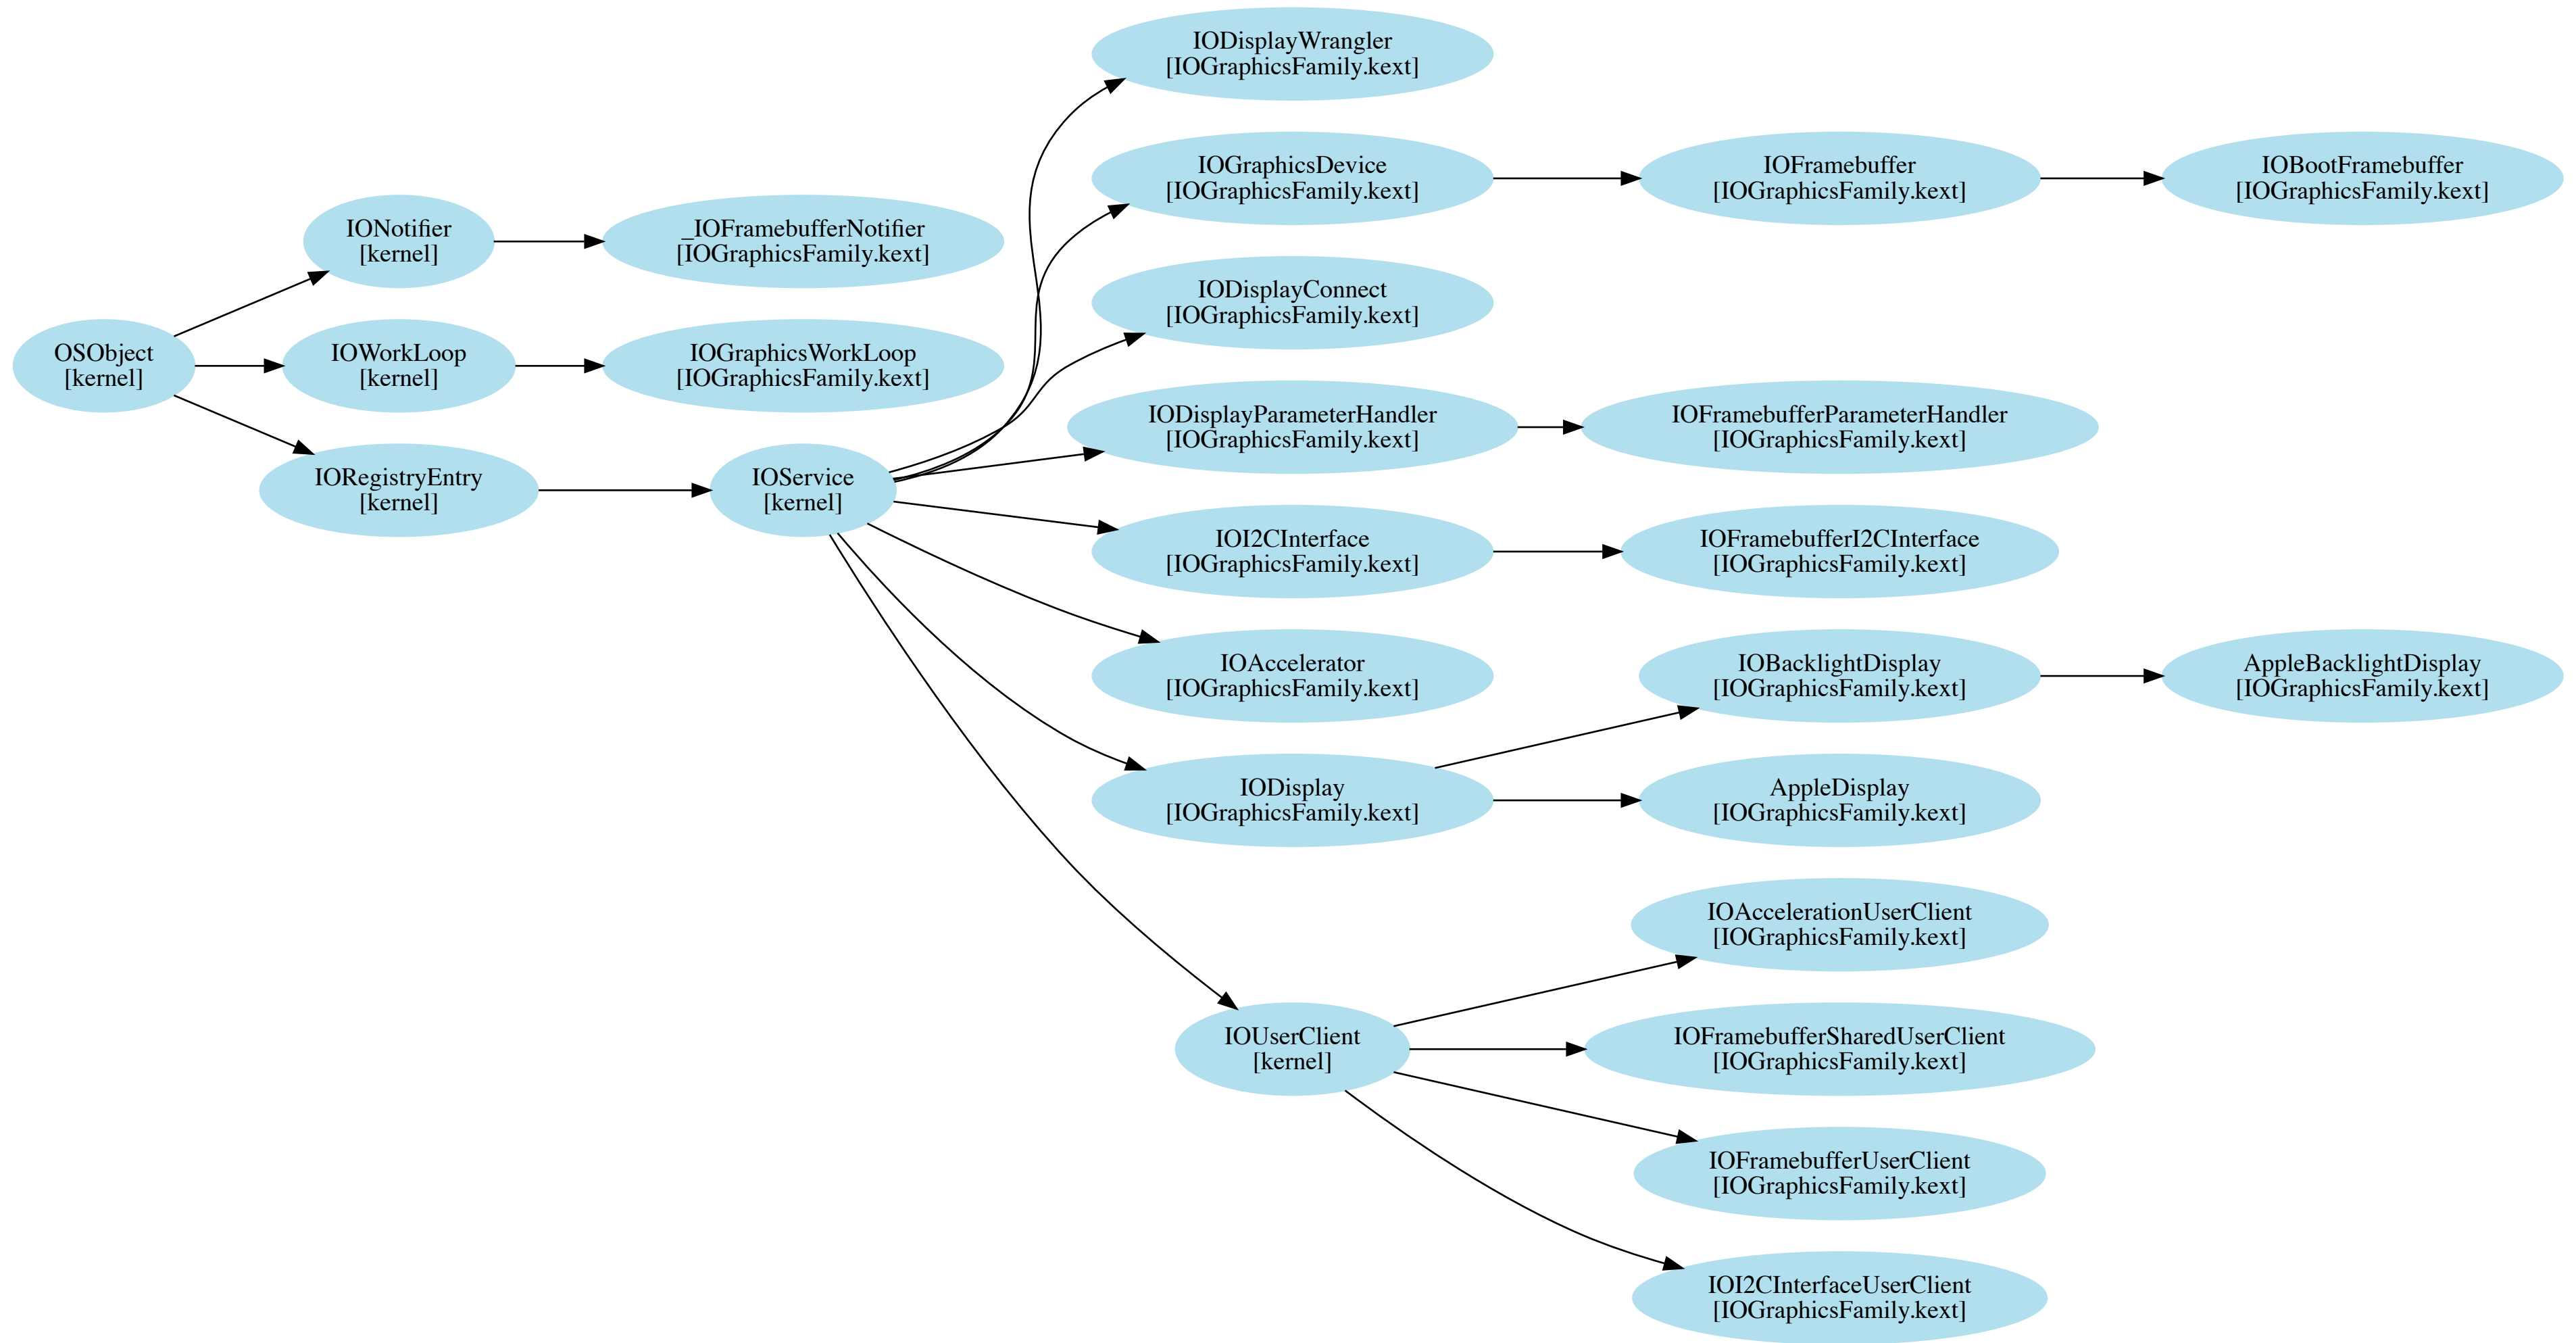 OSObject
[kernel]
IONotifier
[kernel]
IOWorkLoop
[kernel]
IORegistryEntry
[kernel]
_IOFramebufferNotifier
[IOGraphicsFamily.kext]
IOGraphicsWorkLoop
[IOGraphicsFamily.kext]
IOService
[kernel]
IODisplayWrangler
[IOGraphicsFamily.kext]
IOGraphicsDevice
[IOGraphicsFamily.kext]
IODisplayConnect
[IOGraphicsFamily.kext]
IODisplayParameterHandler
[IOGraphicsFamily.kext]
IOI2CInterface
[IOGraphicsFamily.kext]
IOAccelerator
[IOGraphicsFamily.kext]
IODisplay
[IOGraphicsFamily.kext]
IOUserClient
[kernel]
IOFramebuffer
[IOGraphicsFamily.kext]
IOFramebufferParameterHandler
[IOGraphicsFamily.kext]
IOFramebufferI2CInterface
[IOGraphicsFamily.kext]
IOBacklightDisplay
[IOGraphicsFamily.kext]
AppleDisplay
[IOGraphicsFamily.kext]
IOAccelerationUserClient
[IOGraphicsFamily.kext]
IOFramebufferSharedUserClient
[IOGraphicsFamily.kext]
IOFramebufferUserClient
[IOGraphicsFamily.kext]
IOI2CInterfaceUserClient
[IOGraphicsFamily.kext]
IOBootFramebuffer
[IOGraphicsFamily.kext]
AppleBacklightDisplay
[IOGraphicsFamily.kext]